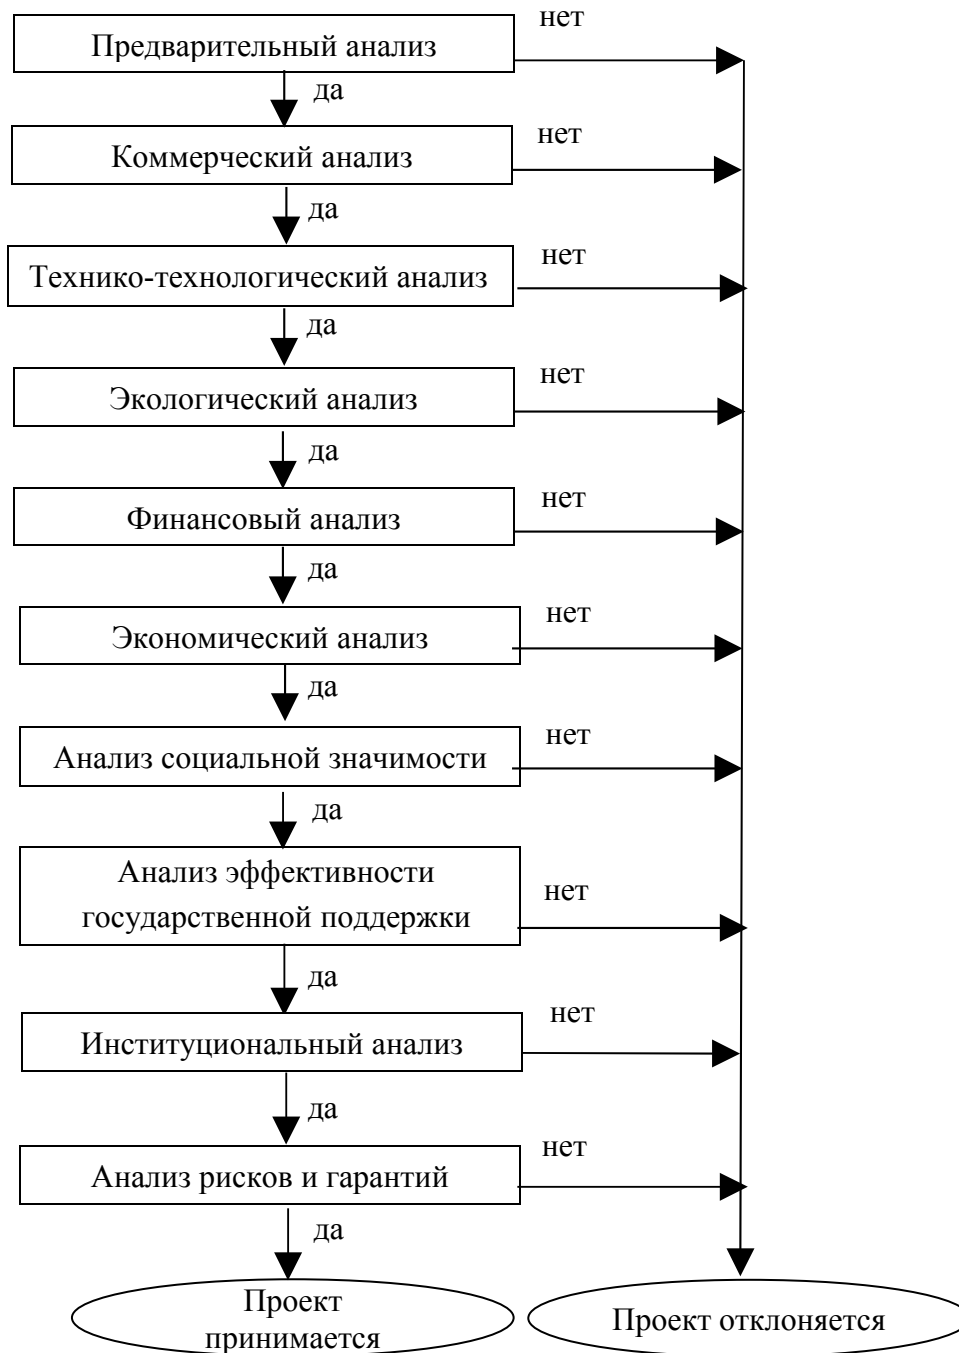 нет
Предварительный анализ
да
нет
Коммерческий анализ
да
нет
Технико-технологический анализ
да
нет
Экологический анализ
да
нет
Финансовый анализ
да
нет
Экономический анализ
да
нет
Анализ социальной значимости
да
Анализ эффективности
государственной поддержки
нет
да
нет
Институциональный анализ
да
нет
Анализ рисков и гарантий
да
Проект
принимается
Проект отклоняется